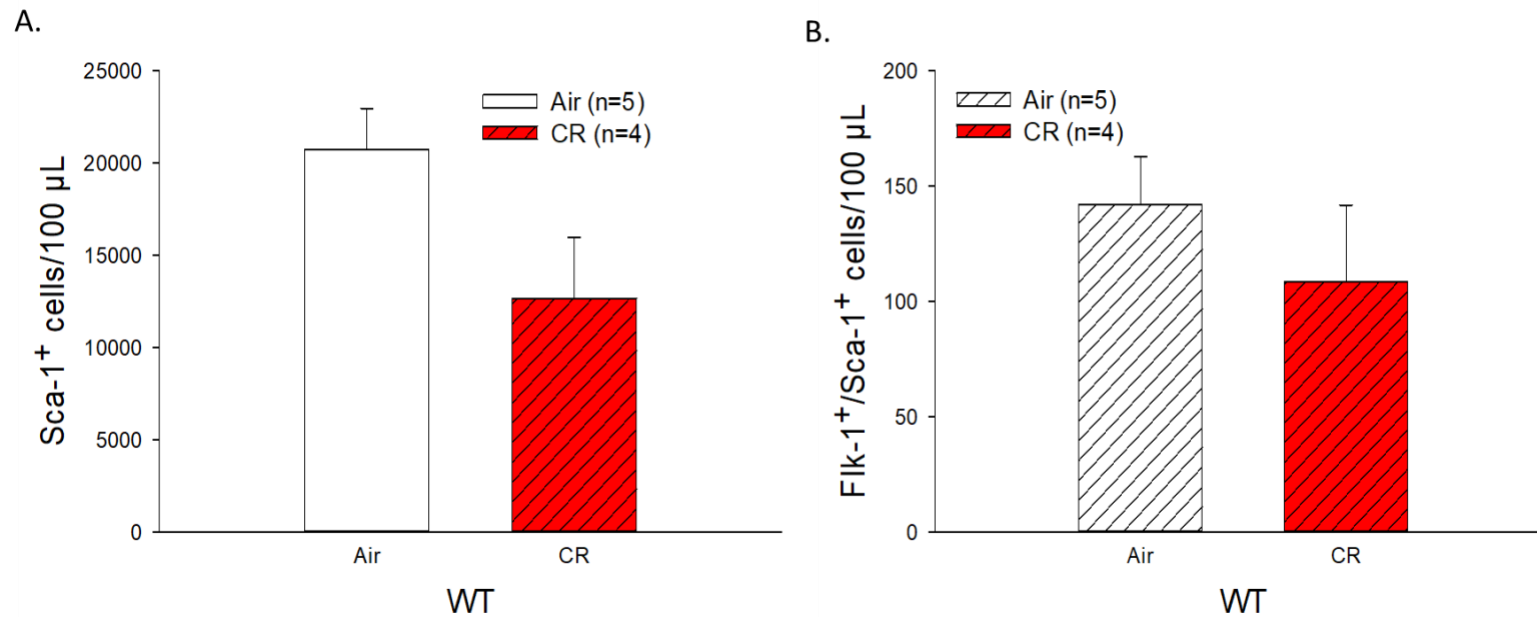 A.
Sca-1⁺ cells/100 µL
25000
20000
15000
10000
5000
0
Air (n=5)
CR (n=4)
Air
CR
WT
B.
Flk-1⁺/Sca-1⁺ cells/100 µL
200
150
100
50
0
Air (n=5)
CR (n=4)
Air
CR
WT